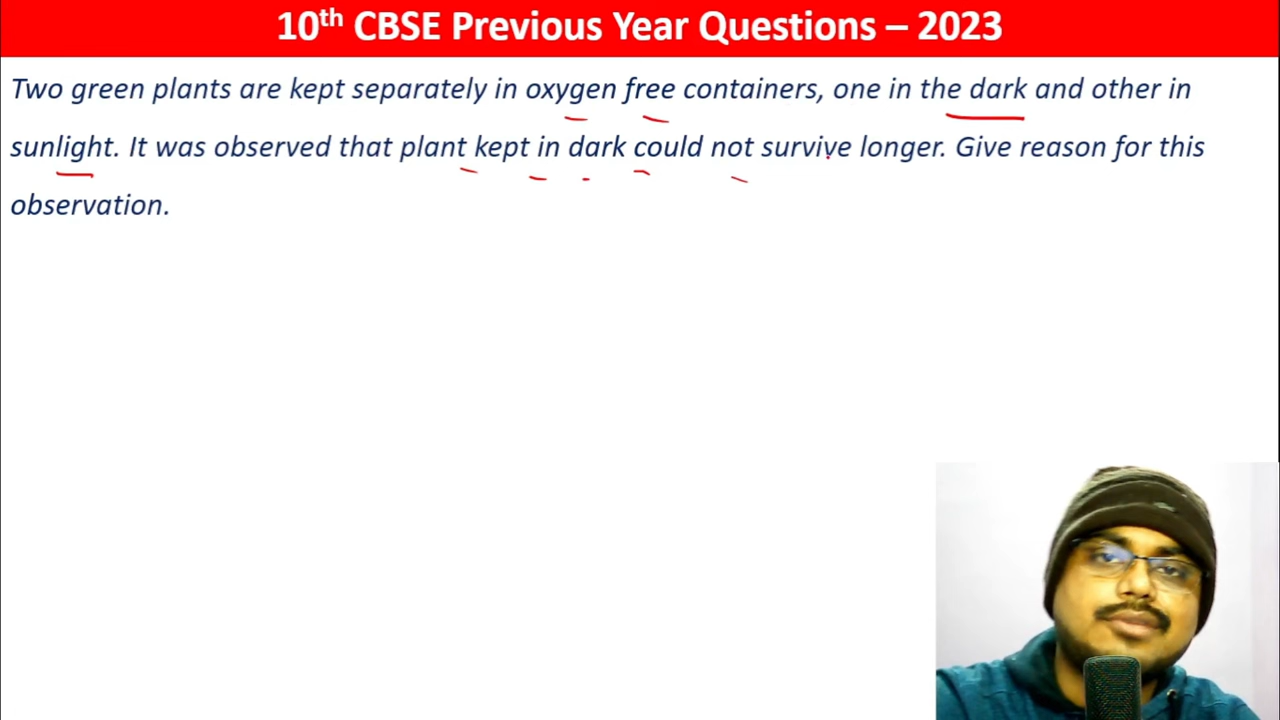 10th CBSE Previous Year Questions – 2023
Two green plants are kept separately in oxygen free containers, one in the dark and other in
sunlight. It was observed that plant kept in dark could not survive longer. Give reason for this
observation.